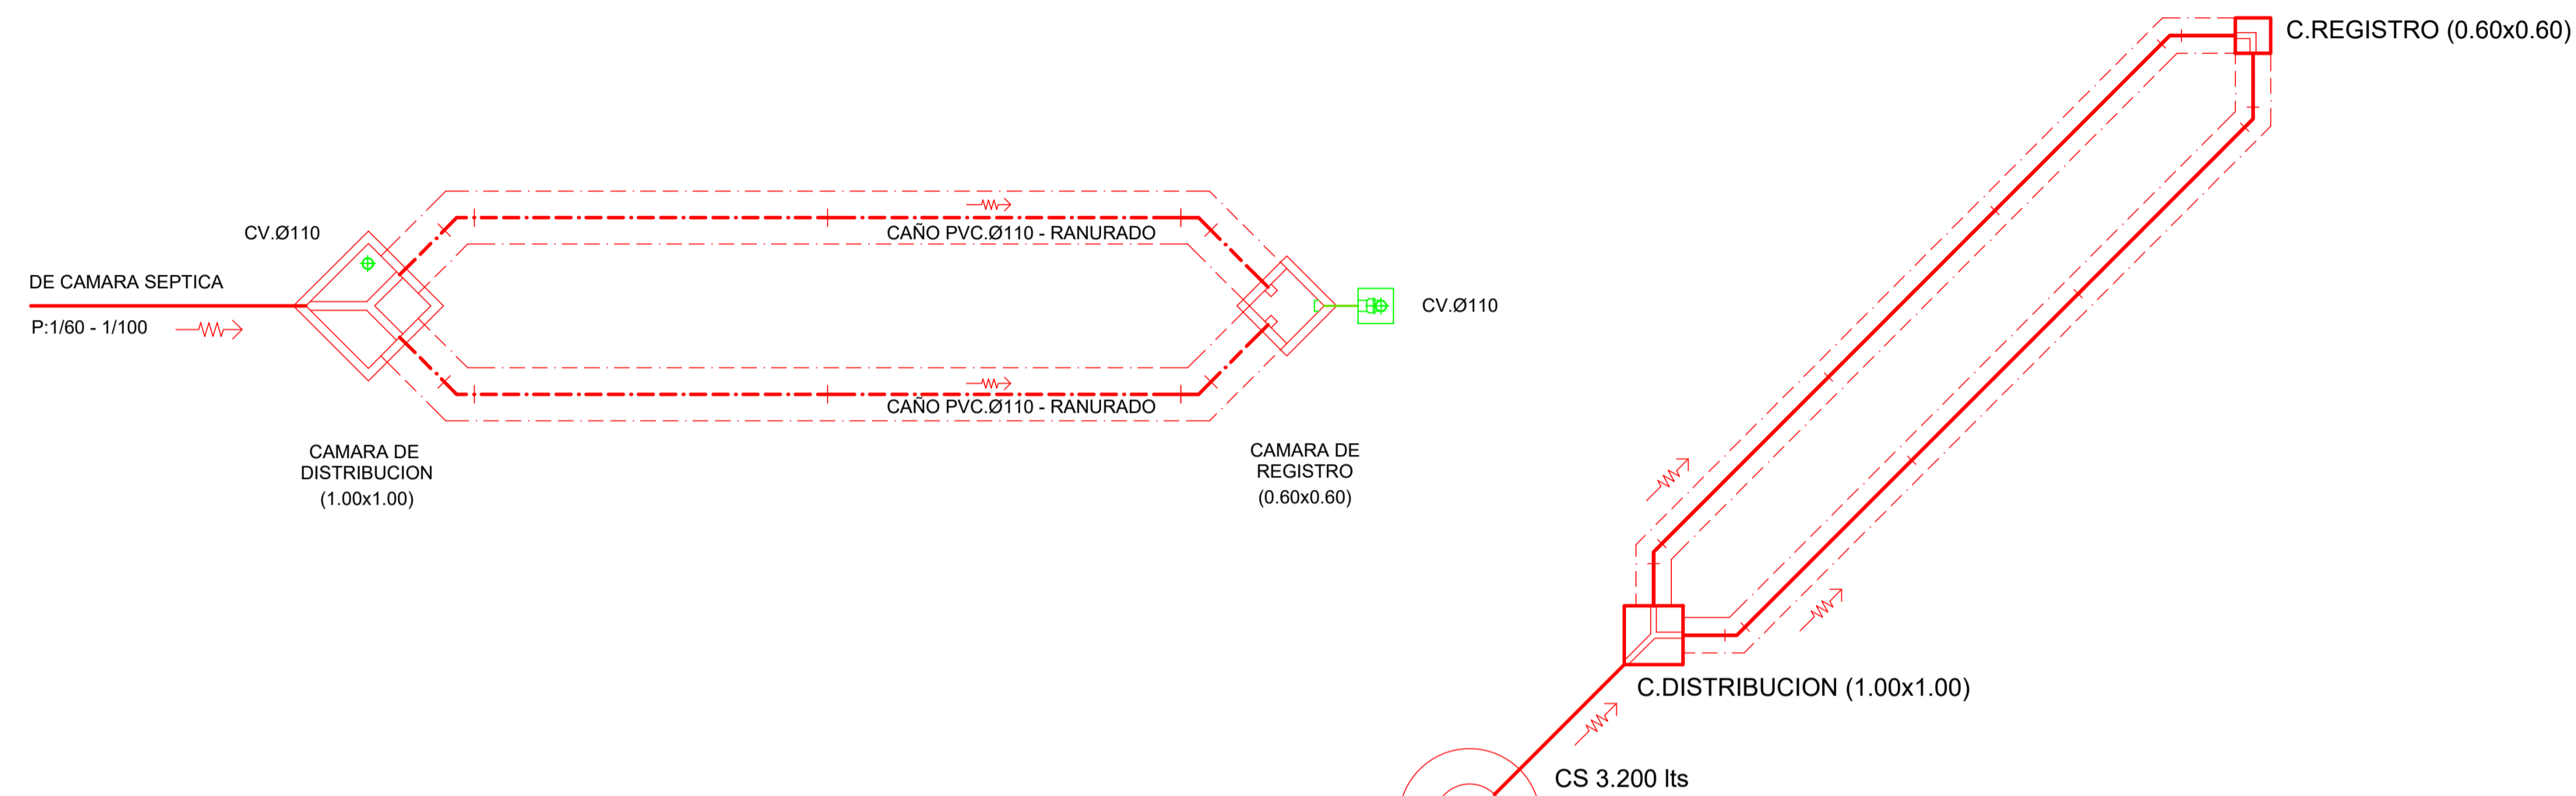 C.REGISTRO (0.60x0.60)
CV.Ø110
CAÑO PVC.Ø110 - RANURADO
DE CAMARA SEPTICA
P:1/60 - 1/100
CV.Ø110
CAÑO PVC.Ø110 - RANURADO
CAMARA DE
DISTRIBUCION
(1.00x1.00)
CAMARA DE
REGISTRO
(0.60x0.60)
C.DISTRIBUCION (1.00x1.00)
CS 3.200 lts